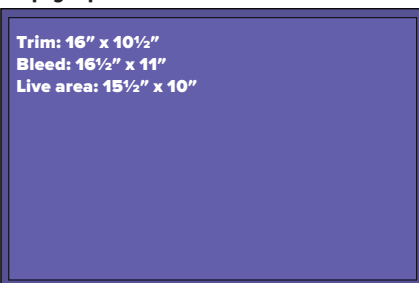 Trim: 16” x 10½”
Bleed: 16½” x 11”
Live area: 15½” x 10”